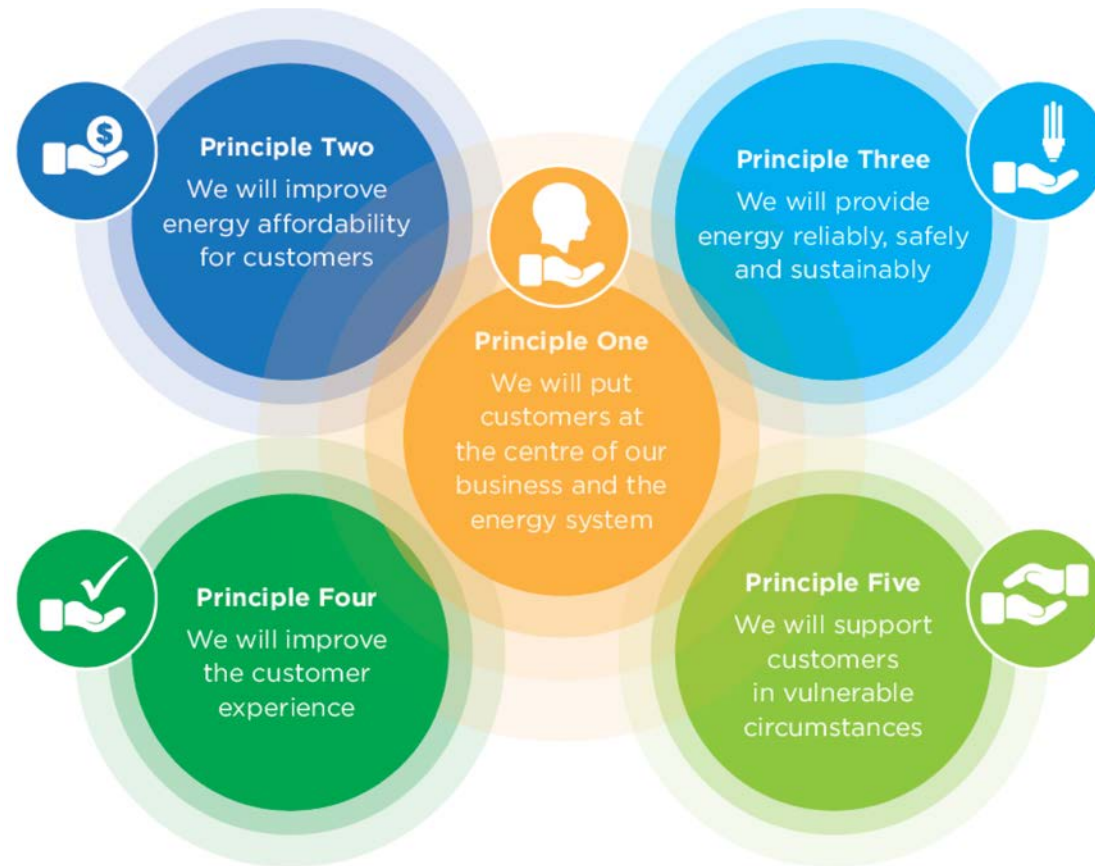 Principle Two
We will improve
energy affordability
for customers
Principle Three
We will provide
energy reliably, safely
and sustainably
Principle One
We will put
customers at
the centre of our
business and the
energy system
Principle Four
We will improve
the customer
experience
Principle Five
We will support
customers
in vulnerable
circumstances